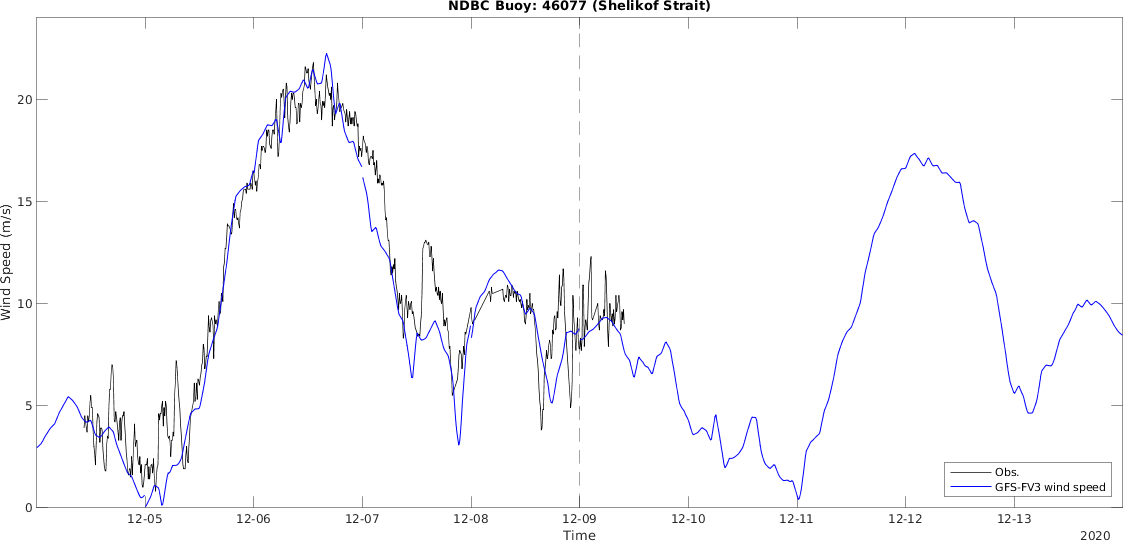 NDBC Buoy: 46077 (Shelikof Strait)
Wind Speed (m/s)
20
15
10
5
0
12-05 12-06 12-07 12-08 12-09 12-10 12-11 12-12 12-13
Time
2020
Obs.
GFS-FV3 wind speed